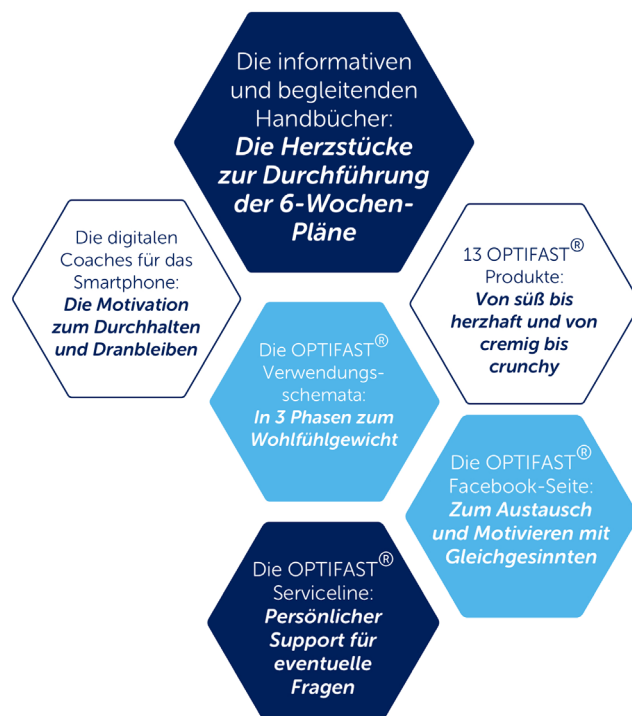 Die informativen
und begleitenden
Handbücher:
Die Herzstücke
zur Durchführung
der 6-Wochen-
Pläne
Die digitalen
Coaches für das
Smartphone:
Die Motivation
zum Durchhalten
und Dranbleiben
13 OPTIFAST®
Produkte:
Von süß bis
herzhaft und von
cremig bis
crunchy
Die OPTIFAST®
Verwendungs-
schemata:
In 3 Phasen zum
Wohlfühlgewicht
Die OPTIFAST®
Facebook-Seite:
Zum Austausch
und Motivieren mit
Gleichgesinnten
Die OPTIFAST®
Serviceline:
Persönlicher
Support für
eventuelle
Fragen